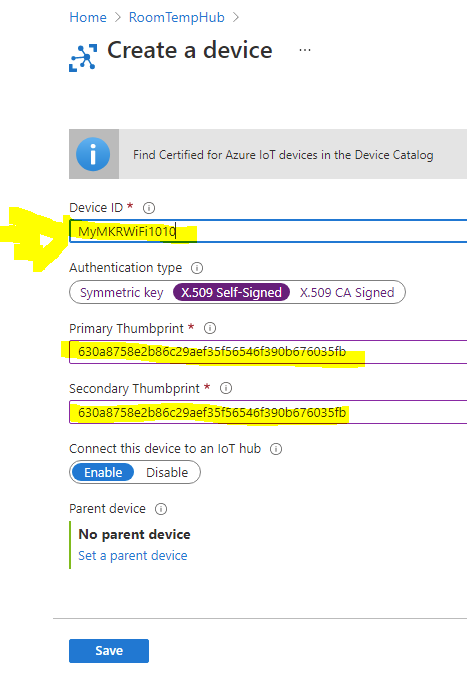 Home > RoomTempHub >
Create a device ...
Find Certified for Azure IoT devices in the Device Catalog
Device ID *
MyMKRWiFi1010
Authentication type
Symmetric key X.509 Self-Signed X.509 CA Signed
Primary Thumbprint *
630a8758e2b86c29aef35f56546f390b676035fb
Secondary Thumbprint *
630a8758e2b86c29aef35f56546f390b676035fb
Connect this device to an IoT hub
Enable Disable
Parent device
No parent device
Set a parent device
Save